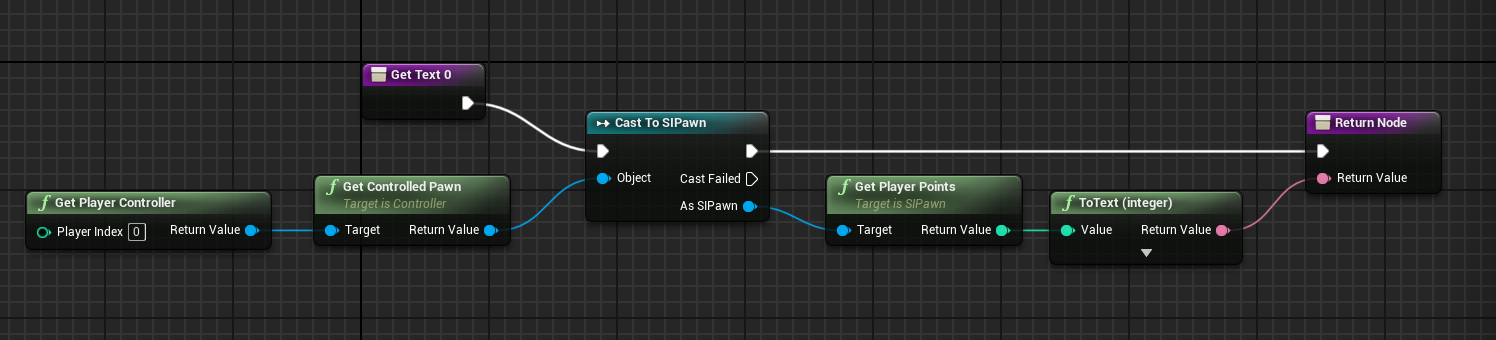 Get Text 0
Cast To SIPawn
Object
Cast Failed
As SIPawn
Get Player Controller
Player Index 0
Return Value
Get Controlled Pawn
Target is Controller
Target
Return Value
Get Player Points
Target is SIPawn
Target
Return Value
ToText (integer)
Value
Return Value
Return Node
Return Value